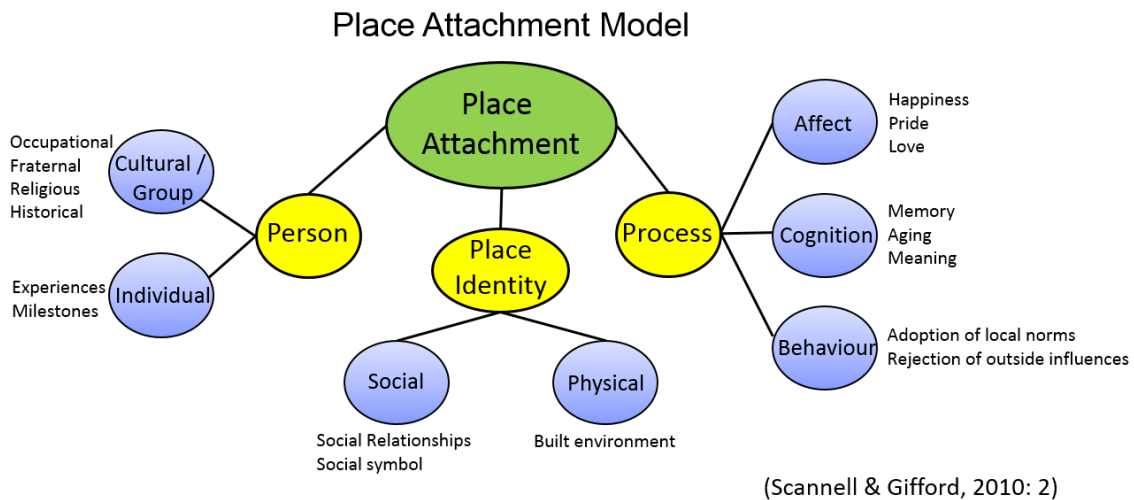 Place Attachment Model
Place
Attachment
Occupational
Fraternal
Religious
Historical
Cultural /
Group
Person
Experiences
Milestones
Individual
Place
Identity
Social
Social Relationships
Social symbol
Physical
Built environment
Process
Affect
Happiness
Pride
Love
Cognition
Memory
Aging
Meaning
Behaviour
Adoption of local norms
Rejection of outside influences
(Scannell & Gifford, 2010: 2)